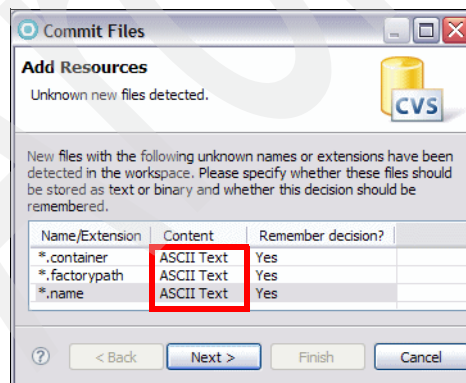 Commit Files
Add Resources
Unknown new files detected.
CVS
New files with the following unknown names or extensions have been
detected in the workspace. Please specify whether these files should
be stored as text or binary and whether this decision should be
remembered.
Name/Extension Content Remember decision?
*.container ASCII Text Yes
*.factorypath ASCII Text Yes
*.name ASCII Text Yes
? < Back Next > Finish Cancel